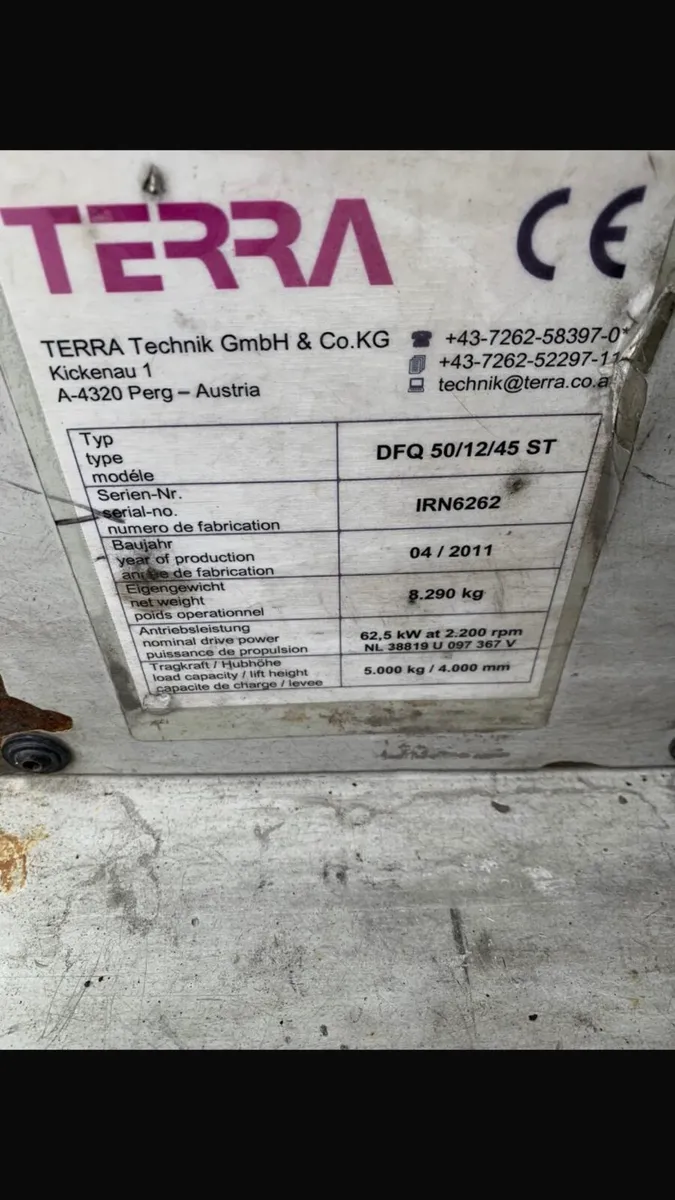 TERRA CE
TERRA Technik GmbH & Co.KG
Kickenau 1
A-4320 Perg – Austria
+43-7262-58397-0
+43-7262-52297-11
technik@terra.co.a
Typ
type
modéle
DFQ 50/12/45 ST
Serien-Nr.
serial-no.
numero de fabrication
IRN6262
Baujahr
year of production
année de fabrication
04 / 2011
Eigengewicht
net weight
poids operationnel
8.290 kg
Antriebsleistung
nominal drive power
puissance de propulsion
62,5 kW at 2.200 rpm
NL 38819 U 097 367 V
Tragkraft / Hubhöhe
load capacity / lift height
capacite de charge / levee
5.000 kg / 4.000 mm